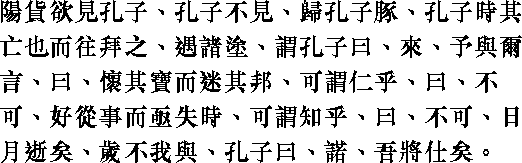 陽貨欲見孔子、孔子不見、歸孔子豚、孔子時其
亡也而往拜之、遇諸塗、謂孔子曰、來、予與爾
言、曰、懷其寶而迷其邦、可謂仁乎、曰、不
可、好從事而亟失時、可謂知乎、曰、不可、日
月逝矣、歲不我與、孔子曰、諾、吾將仕矣。